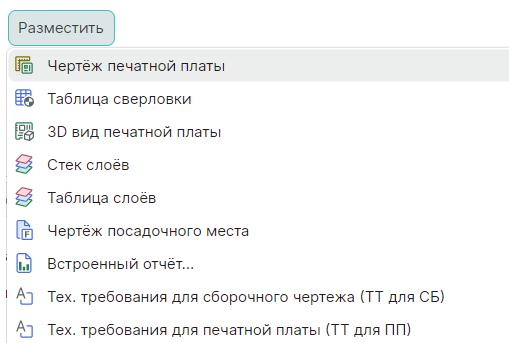 Разместить
Чертёж печатной платы
Таблица сверловки
3D вид печатной платы
Стек слоёв
Таблица слоёв
Чертёж посадочного места
Встроенный отчёт...
Тех. требования для сборочного чертежа (ТТ для СБ)
Тех. требования для печатной платы (ТТ для ПП)